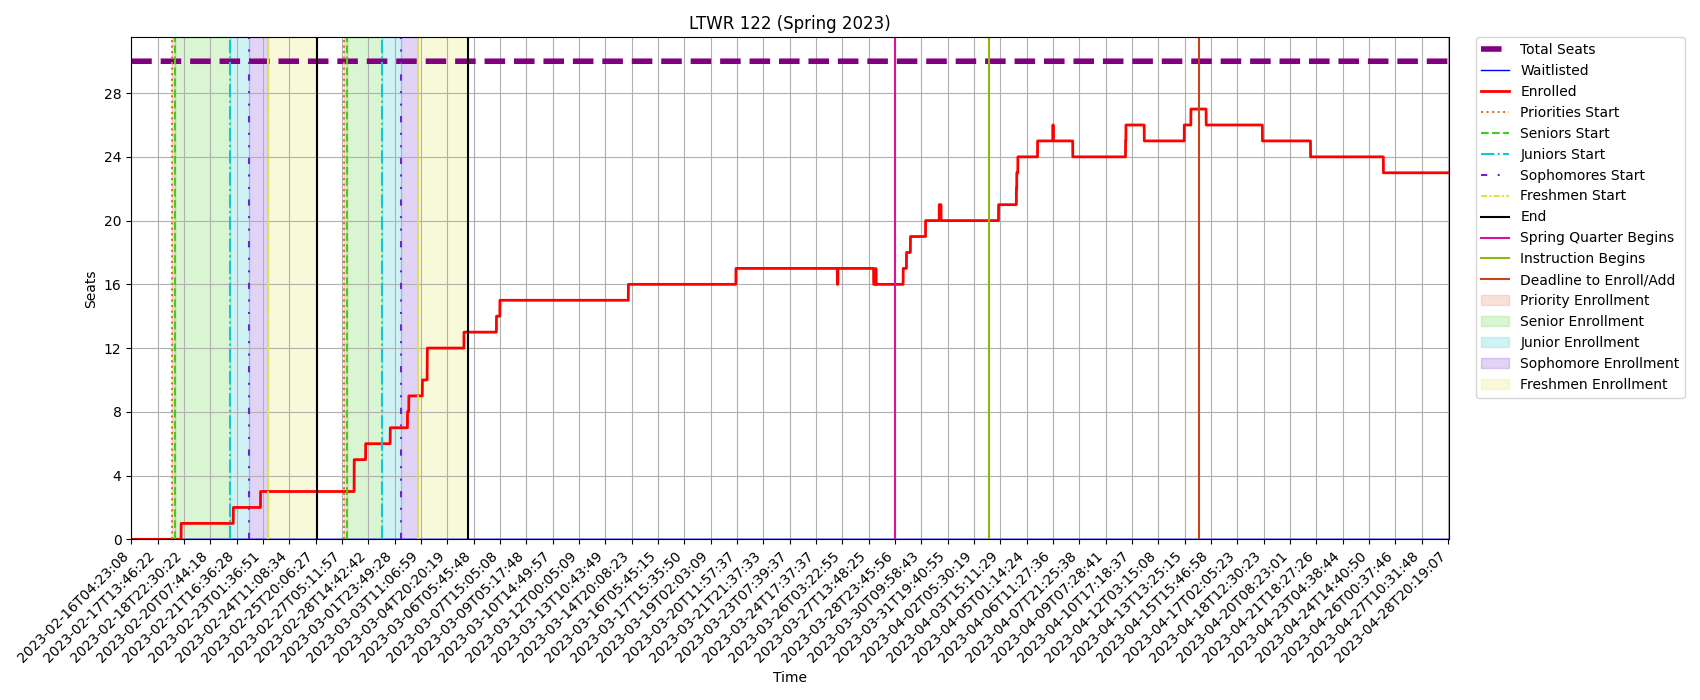 LTWR 122 (Spring 2023)
Seats
28
24
20
16
12
8
4
0
2023-02-16T04:23:08
2023-02-17T13:46:22
2023-02-18T22:30:22
2023-02-20T07:44:18
2023-02-21T16:36:28
2023-02-23T01:36:51
2023-02-24T11:08:34
2023-02-25T20:06:27
2023-02-27T05:11:57
2023-02-28T14:42:42
2023-03-01T23:49:28
2023-03-03T11:06:59
2023-03-04T20:20:19
2023-03-06T05:45:48
2023-03-07T15:05:08
2023-03-09T05:17:48
2023-03-10T14:49:57
2023-03-12T00:05:09
2023-03-13T10:43:49
2023-03-14T20:08:23
2023-03-16T05:45:15
2023-03-17T15:35:50
2023-03-19T02:03:09
2023-03-20T11:57:37
2023-03-21T21:37:33
2023-03-23T07:39:37
2023-03-24T17:37:37
2023-03-26T03:22:55
2023-03-27T13:48:25
2023-03-28T23:45:56
2023-03-30T09:58:43
2023-03-31T19:40:55
2023-04-02T05:30:19
2023-04-03T15:11:29
2023-04-05T01:14:24
2023-04-06T11:27:36
2023-04-07T21:25:38
2023-04-09T07:28:41
2023-04-10T17:18:37
2023-04-12T03:15:08
2023-04-13T13:25:15
2023-04-15T15:46:58
2023-04-17T02:05:23
2023-04-18T12:30:23
2023-04-20T08:23:01
2023-04-21T18:27:26
2023-04-23T04:38:44
2023-04-24T14:40:50
2023-04-26T00:37:46
2023-04-27T10:31:48
2023-04-28T20:19:07
Time
Total Seats
Waitlisted
Enrolled
Priorities Start
Seniors Start
Juniors Start
Sophomores Start
Freshmen Start
End
Spring Quarter Begins
Instruction Begins
Deadline to Enroll/Add
Priority Enrollment
Senior Enrollment
Junior Enrollment
Sophomore Enrollment
Freshmen Enrollment